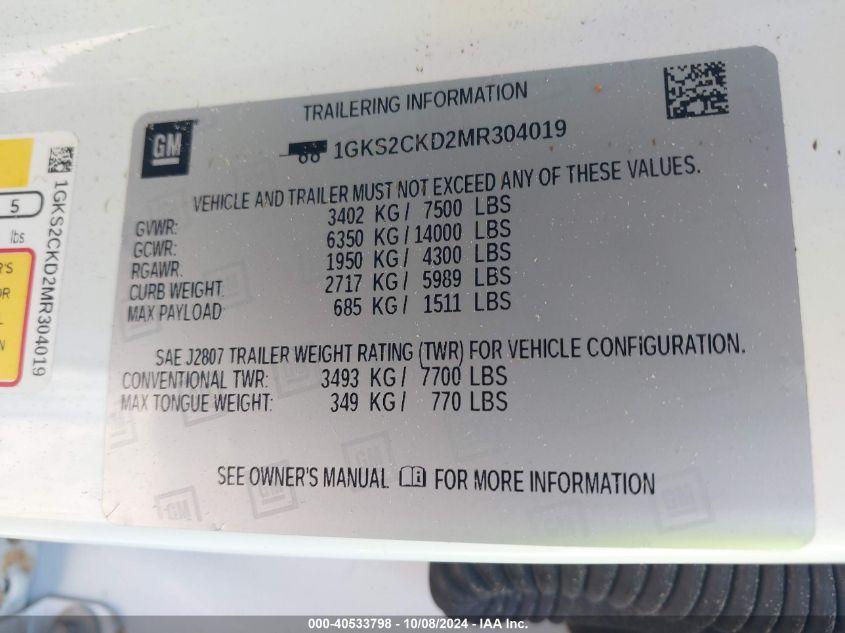 TRAILERING INFORMATION
GM
1GKS2CKD2MR304019
VEHICLE AND TRAILER MUST NOT EXCEED ANY OF THESE VALUES.
GVWR: 3402 KG / 7500 LBS
GCWR: 6350 KG / 14000 LBS
RGAWR: 1950 KG / 4300 LBS
CURB WEIGHT: 2717 KG / 5989 LBS
MAX PAYLOAD: 685 KG / 1511 LBS
SAE J2807 TRAILER WEIGHT RATING (TWR) FOR VEHICLE CONFIGURATION.
CONVENTIONAL TWR: 3493 KG / 7700 LBS
MAX TONGUE WEIGHT: 349 KG / 770 LBS
SEE OWNER'S MANUAL FOR MORE INFORMATION
1GKS2CKD2MR304019
5
lbs
000-40533798 - 10/08/2024 - IAA Inc.